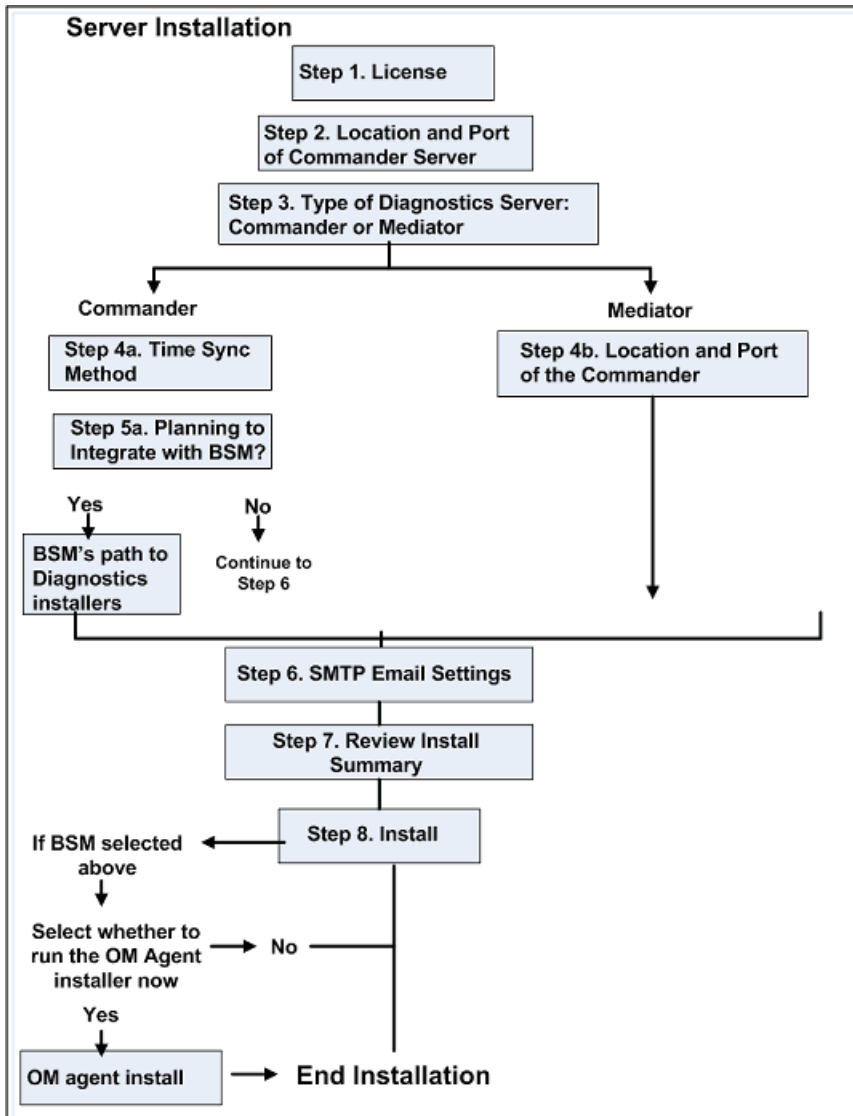 Server Installation
Step 1. License
Step 2. Location and Port
of Commander Server
Step 3. Type of Diagnostics Server:
Commander or Mediator
Commander
Mediator
Step 4a. Time Sync
Method
Step 4b. Location and Port
of the Commander
Step 5a. Planning to
Integrate with BSM?
Yes
No
BSM's path to
Diagnostics
installers
Continue to
Step 6
Step 6. SMTP Email Settings
Step 7. Review Install
Summary
Step 8. Install
If BSM selected
above
Select whether to
run the OM Agent
installer now
No
Yes
OM agent install
End Installation